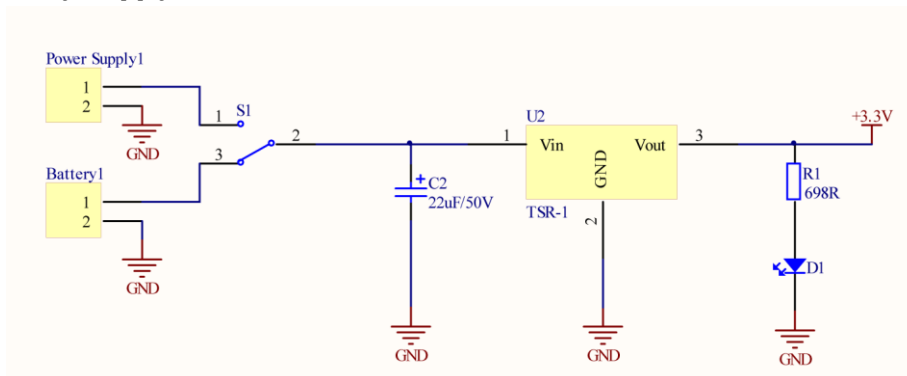 Power Supply1
1
2
GND
S1
1
2
3
Battery1
1
2
GND
C2
22uF/50V
GND
U2
1
Vin
GND
Vout
3
TSR-1
2
GND
+3.3V
R1
698R
D1
GND